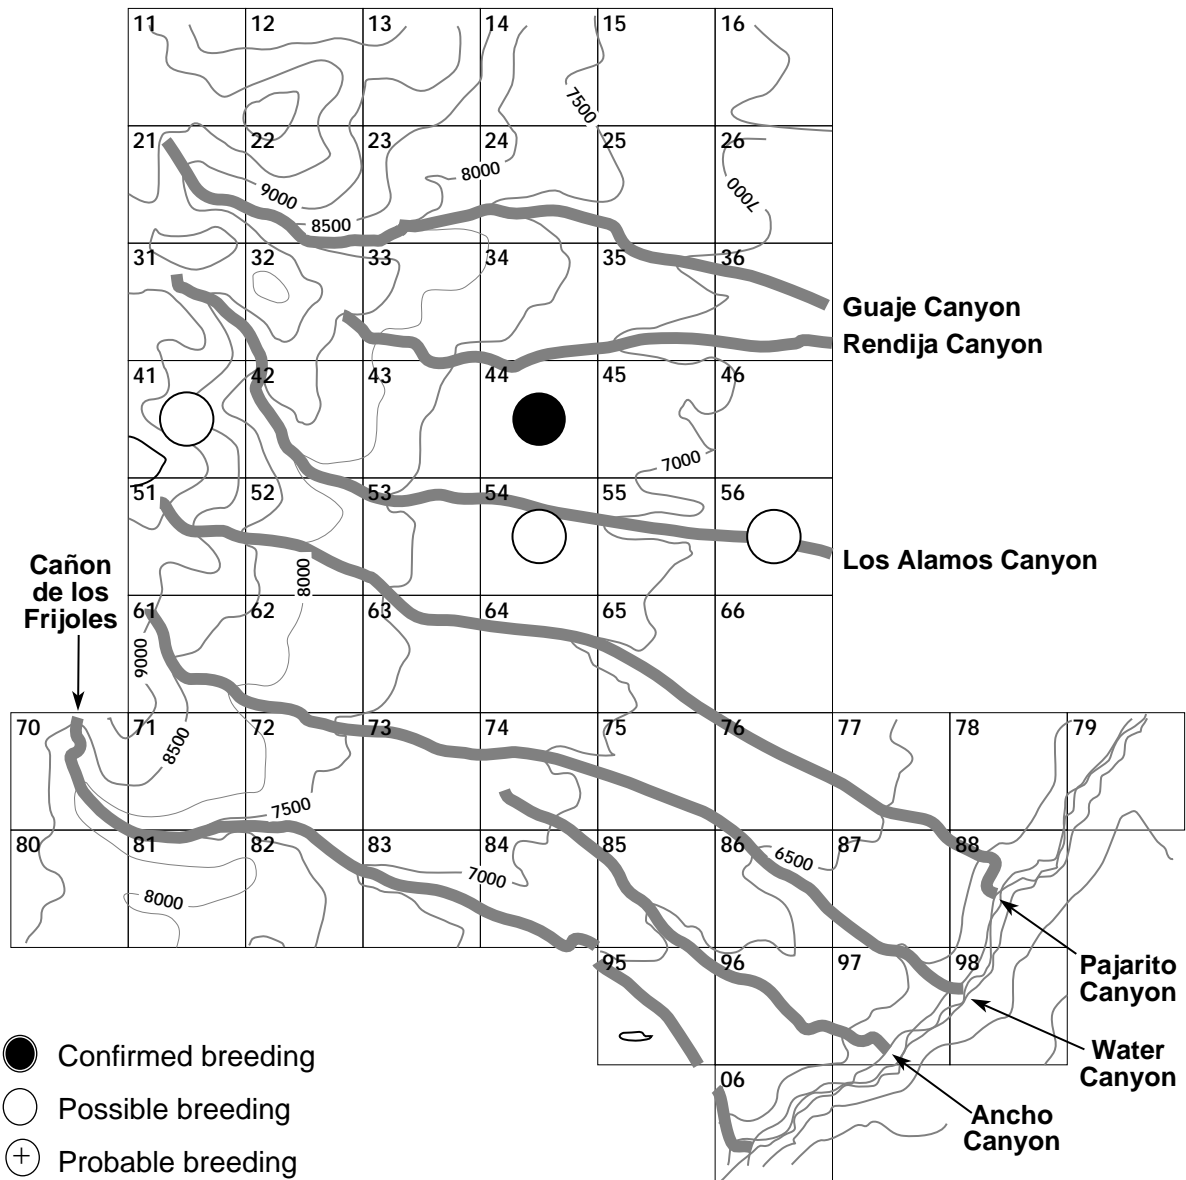 11 12 13 14 15 16
7500
21 22 23 24 25 26
8000
9000
7000
8500
31 32 33 34 35 36
Guaje Canyon
Rendija Canyon
41 42 43 44 45 46
7000
51 52 53 54 55 56
Los Alamos Canyon
Cañon
de los
Frijoles
8000
61 62 63 64 65 66
9000
70 71 72 73 74 75 76 77 78 79
8500
7500
80 81 82 83 84 85 86 87 88
6500
7000
8000
95 96 97 98
Pajarito
Canyon
Water
Canyon
06
Ancho
Canyon
Confirmed breeding
Possible breeding
Probable breeding